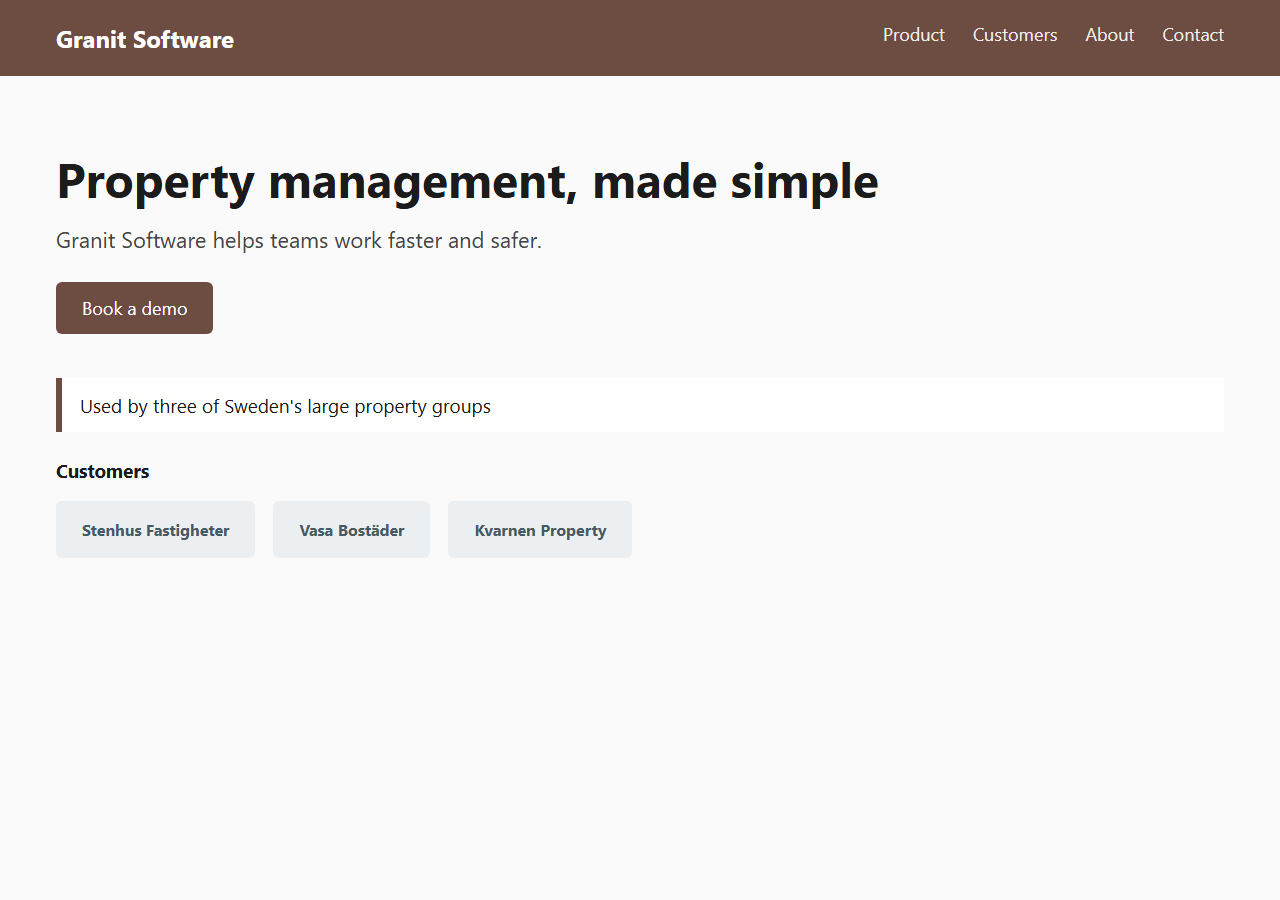 Granit Software
Product Customers About Contact
Property management, made simple
Granit Software helps teams work faster and safer.
Book a demo
Used by three of Sweden's large property groups
Customers
Stenhus Fastigheter Vasa Bostäder Kvarnen Property